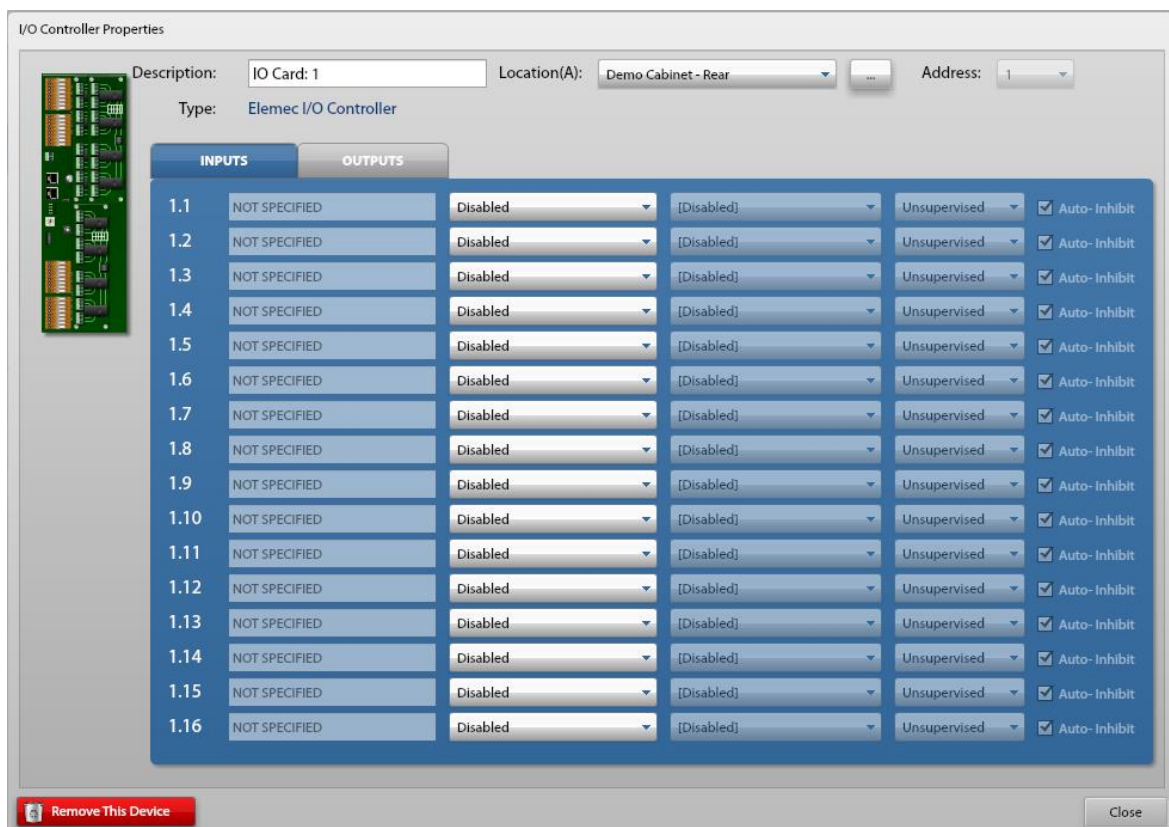 I/O Controller Properties
Description: IO Card: 1 Location(A): Demo Cabinet - Rear ... Address: 1
Type: Elemec I/O Controller
INPUTS OUTPUTS
1.1 NOT SPECIFIED Disabled [Disabled] Unsupervised Auto- Inhibit
1.2 NOT SPECIFIED Disabled [Disabled] Unsupervised Auto- Inhibit
1.3 NOT SPECIFIED Disabled [Disabled] Unsupervised Auto- Inhibit
1.4 NOT SPECIFIED Disabled [Disabled] Unsupervised Auto- Inhibit
1.5 NOT SPECIFIED Disabled [Disabled] Unsupervised Auto- Inhibit
1.6 NOT SPECIFIED Disabled [Disabled] Unsupervised Auto- Inhibit
1.7 NOT SPECIFIED Disabled [Disabled] Unsupervised Auto- Inhibit
1.8 NOT SPECIFIED Disabled [Disabled] Unsupervised Auto- Inhibit
1.9 NOT SPECIFIED Disabled [Disabled] Unsupervised Auto- Inhibit
1.10 NOT SPECIFIED Disabled [Disabled] Unsupervised Auto- Inhibit
1.11 NOT SPECIFIED Disabled [Disabled] Unsupervised Auto- Inhibit
1.12 NOT SPECIFIED Disabled [Disabled] Unsupervised Auto- Inhibit
1.13 NOT SPECIFIED Disabled [Disabled] Unsupervised Auto- Inhibit
1.14 NOT SPECIFIED Disabled [Disabled] Unsupervised Auto- Inhibit
1.15 NOT SPECIFIED Disabled [Disabled] Unsupervised Auto- Inhibit
1.16 NOT SPECIFIED Disabled [Disabled] Unsupervised Auto- Inhibit
Remove This Device Close